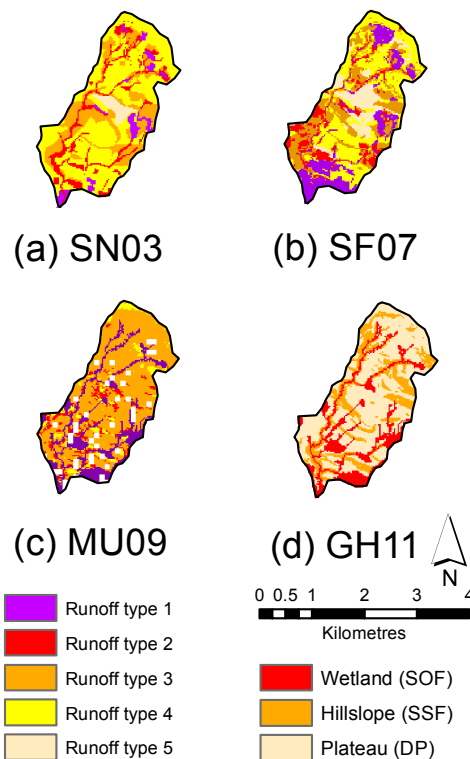 (a) SN03
(b) SF07
(c) MU09
(d) GH11
N
Runoff type 1
Runoff type 2
Runoff type 3
Runoff type 4
Runoff type 5
0 0.5 1 2 3 4
Kilometres
Wetland (SOF)
Hillslope (SSF)
Plateau (DP)